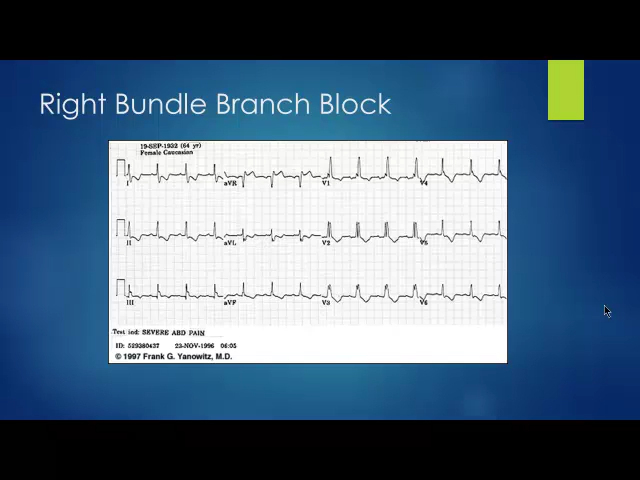 Right Bundle Branch Block
19-SEP-1932 (64 yr)
Female Caucasian
I aVR V1 V4
II aVL V2 V5
III aVF V3 V6
Test ind: SEVERE ABD PAIN
ID: 529380437 23-NOV-1996 06:05
© 1997 Frank G. Yanowitz, M.D.